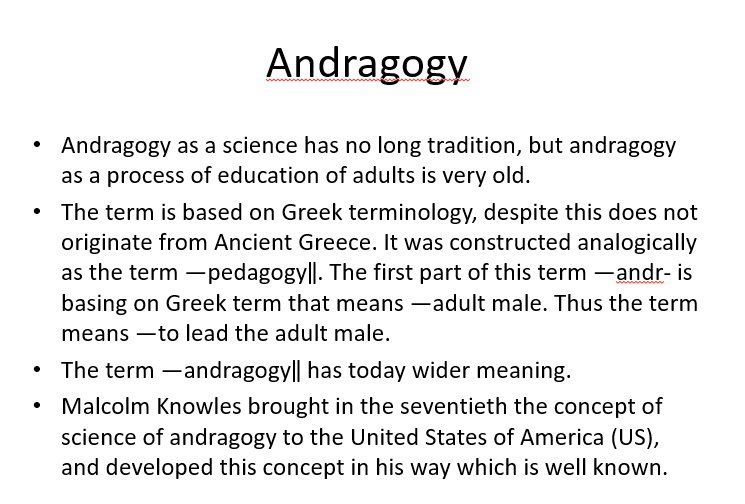 Andragogy
• Andragogy as a science has no long tradition, but andragogy
as a process of education of adults is very old.
• The term is based on Greek terminology, despite this does not
originate from Ancient Greece. It was constructed analogically
as the term ―pedagogy‖. The first part of this term ―andr- is
basing on Greek term that means ―adult male. Thus the term
means ―to lead the adult male.
• The term ―andragogy‖ has today wider meaning.
• Malcolm Knowles brought in the seventieth the concept of
science of andragogy to the United States of America (US),
and developed this concept in his way which is well known.